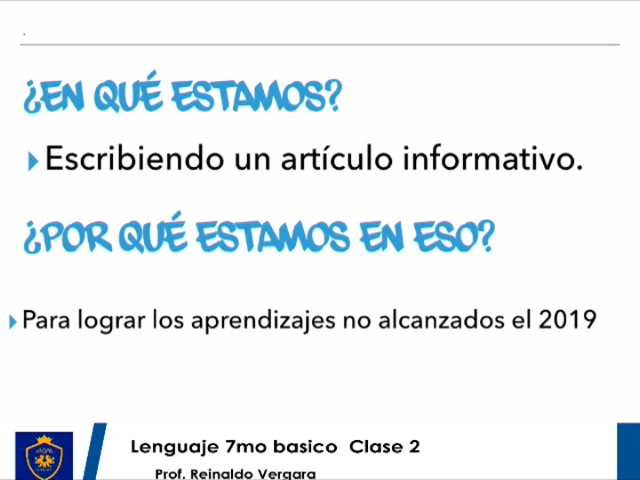 ¿EN QUÉ ESTAMOS?
Escribiendo un artículo informativo.
¿POR QUÉ ESTAMOS EN ESO?
Para lograr los aprendizajes no alcanzados el 2019
Lenguaje 7mo basico Clase 2
Prof. Reinaldo Vergara